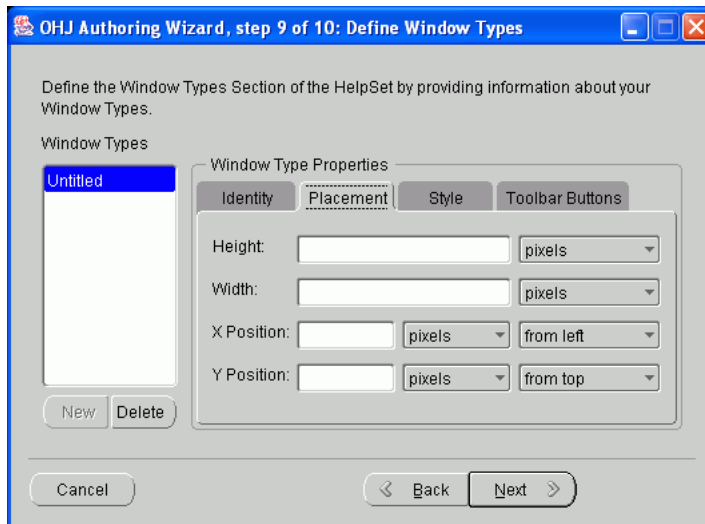 OHJ Authoring Wizard, step 9 of 10: Define Window Types
Define the Window Types Section of the HelpSet by providing information about your
Window Types.
Window Types
Untitled
Window Type Properties
Identity Placement Style Toolbar Buttons
Height: pixels
Width: pixels
X Position: pixels from left
Y Position: pixels from top
New Delete
Cancel Back Next